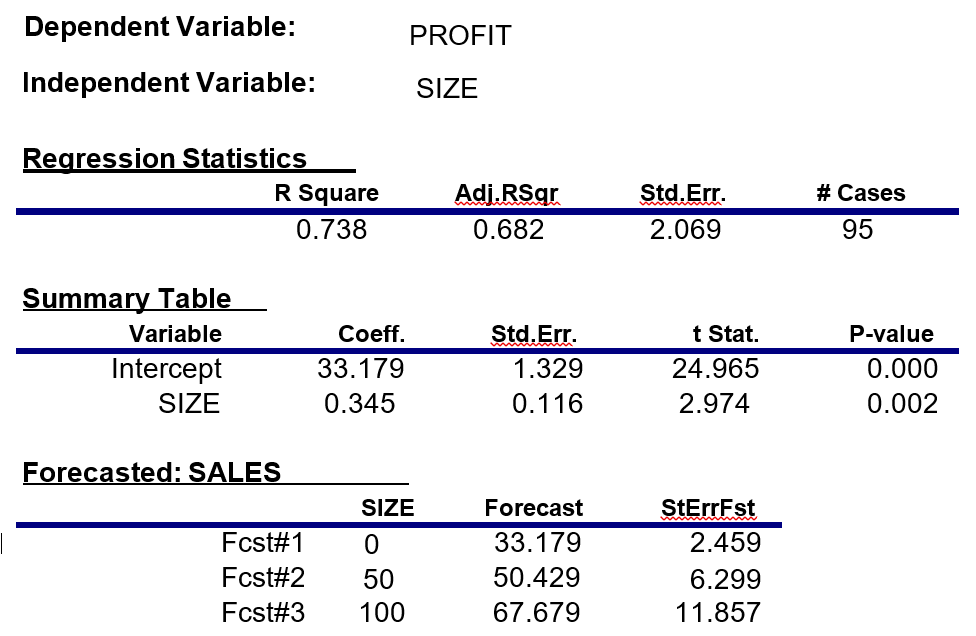 Dependent Variable: PROFIT
Independent Variable: SIZE
Regression Statistics
R Square Adj.RSqr Std.Err. # Cases
0.738 0.682 2.069 95
Summary Table
Variable Coeff. Std.Err. t Stat. P-value
Intercept 33.179 1.329 24.965 0.000
SIZE 0.345 0.116 2.974 0.002
Forecasted: SALES
SIZE Forecast StErrFst
Fcst#1 0 33.179 2.459
Fcst#2 50 50.429 6.299
Fcst#3 100 67.679 11.857